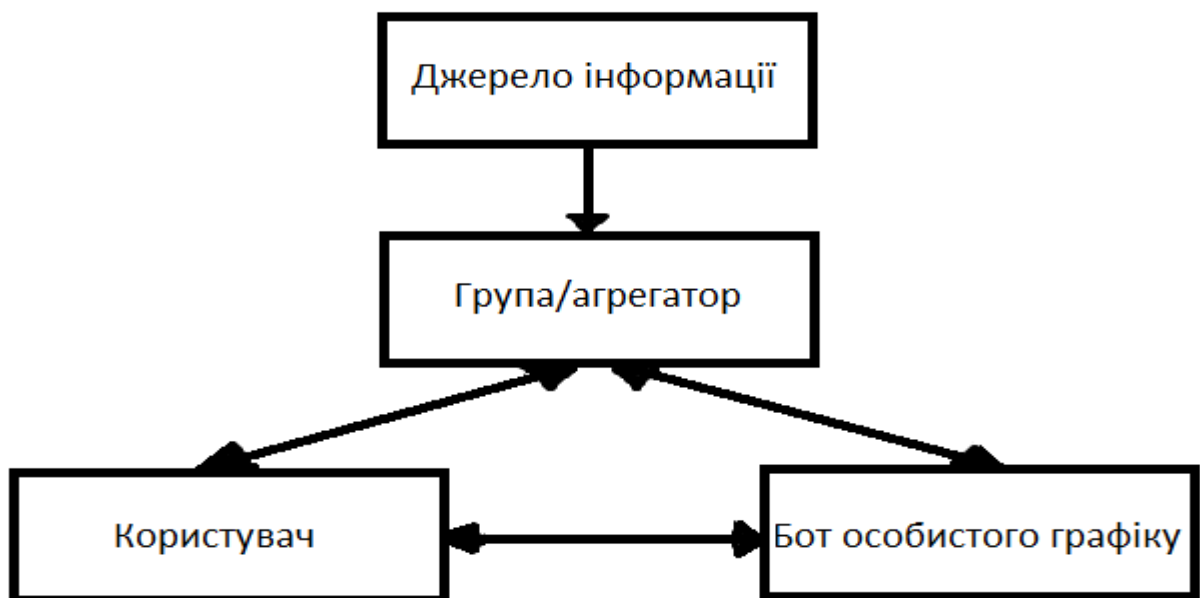 Джерело інформації
Група/агрегатор
Користувач
Бот особистого графіку